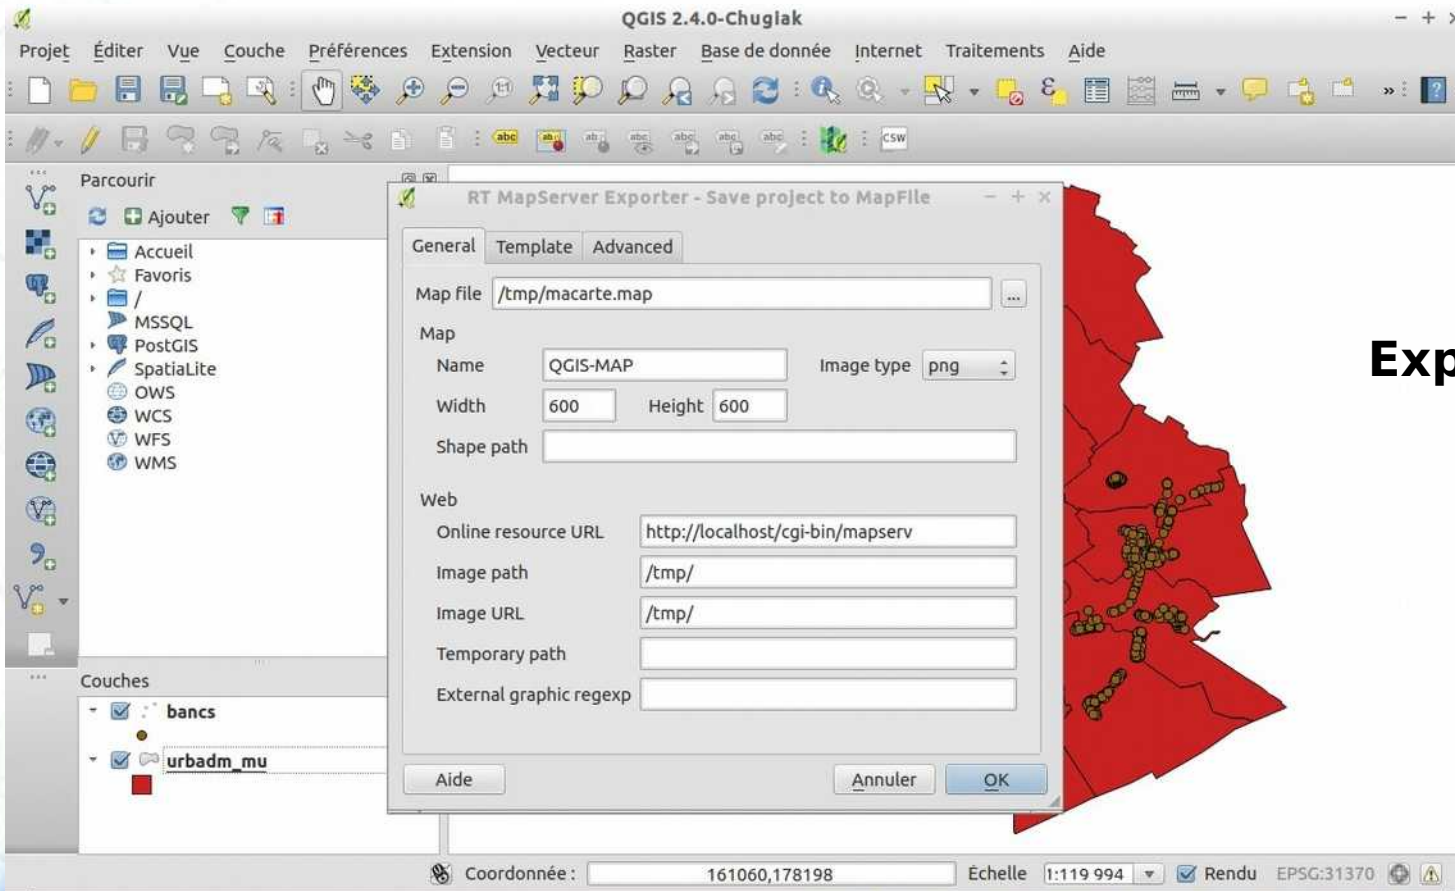 QGIS 2.4.0-Chugiak
Projet Éditer Vue Couche Préférences Extension Vecteur Raster Base de donnée Internet Traitements Aide
abc
CSW
Parcourir
Ajouter
Accueil
Favoris
/
MSSQL
PostGIS
SpatiaLite
OWS
WCS
WFS
WMS
Couches
bancs
urbadm_mu
RT MapServer Exporter - Save project to MapFile
General Template Advanced
Map file /tmp/macarte.map ...
Map
Name QGIS-MAP Image type png
Width 600 Height 600
Shape path
Web
Online resource URL http://localhost/cgi-bin/mapserv
Image path /tmp/
Image URL /tmp/
Temporary path
External graphic regexp
Aide Annuler OK
Exp
Coordonnée : 161060,178198 Échelle 1:119 994 Rendu EPSG:31370